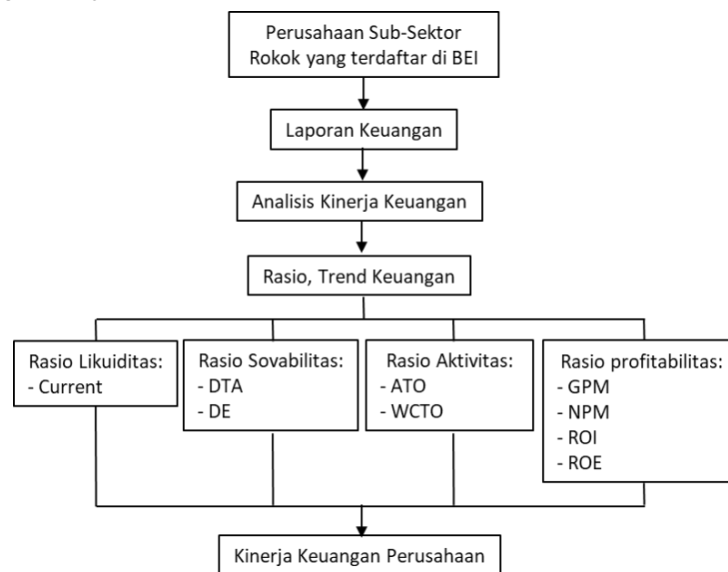 Perusahaan Sub-Sektor
Rokok yang terdaftar di BEI
Laporan Keuangan
Analisis Kinerja Keuangan
Rasio, Trend Keuangan
Rasio Likuiditas:
- Current
Rasio Sovabilitas:
- DTA
- DE
Rasio Aktivitas:
- ATO
- WCTO
Rasio profitabilitas:
- GPM
- NPM
- ROI
- ROE
Kinerja Keuangan Perusahaan